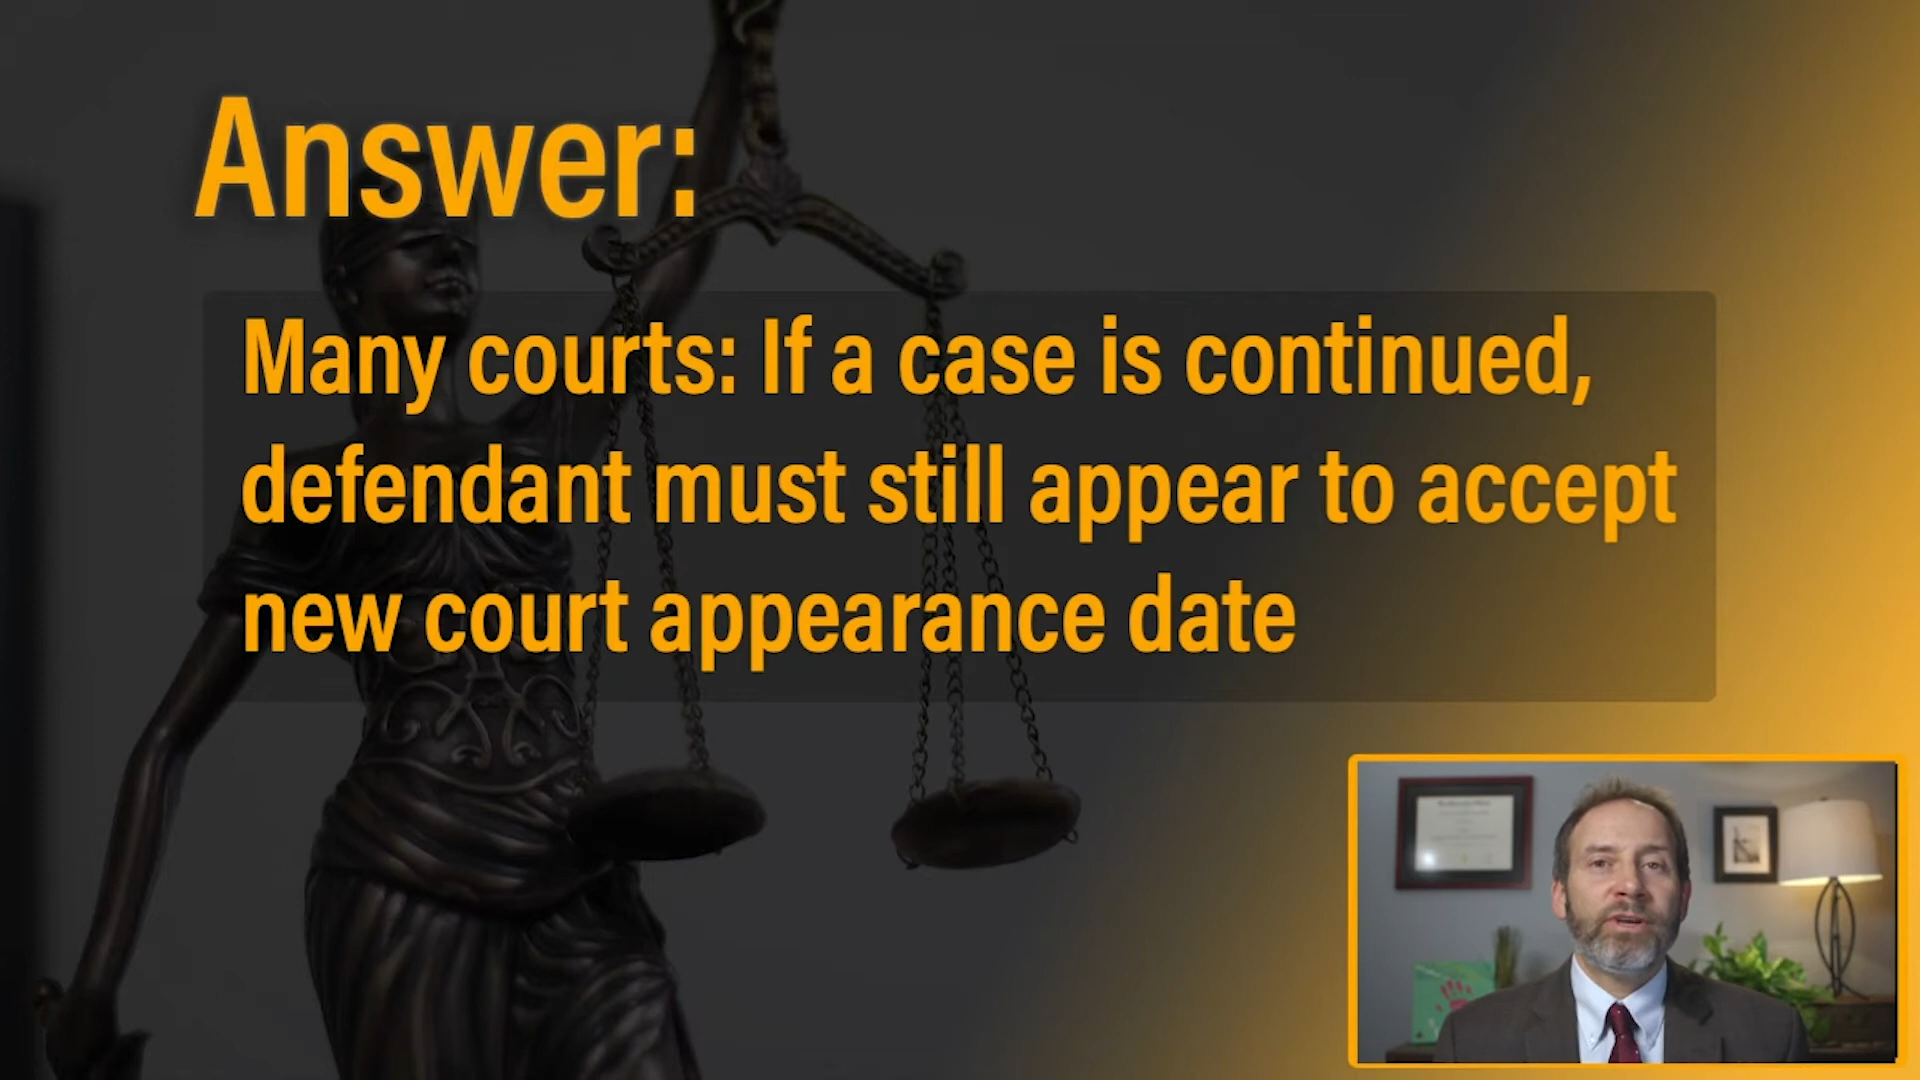 Answer:
Many courts: If a case is continued,
defendant must still appear to accept
new court appearance date